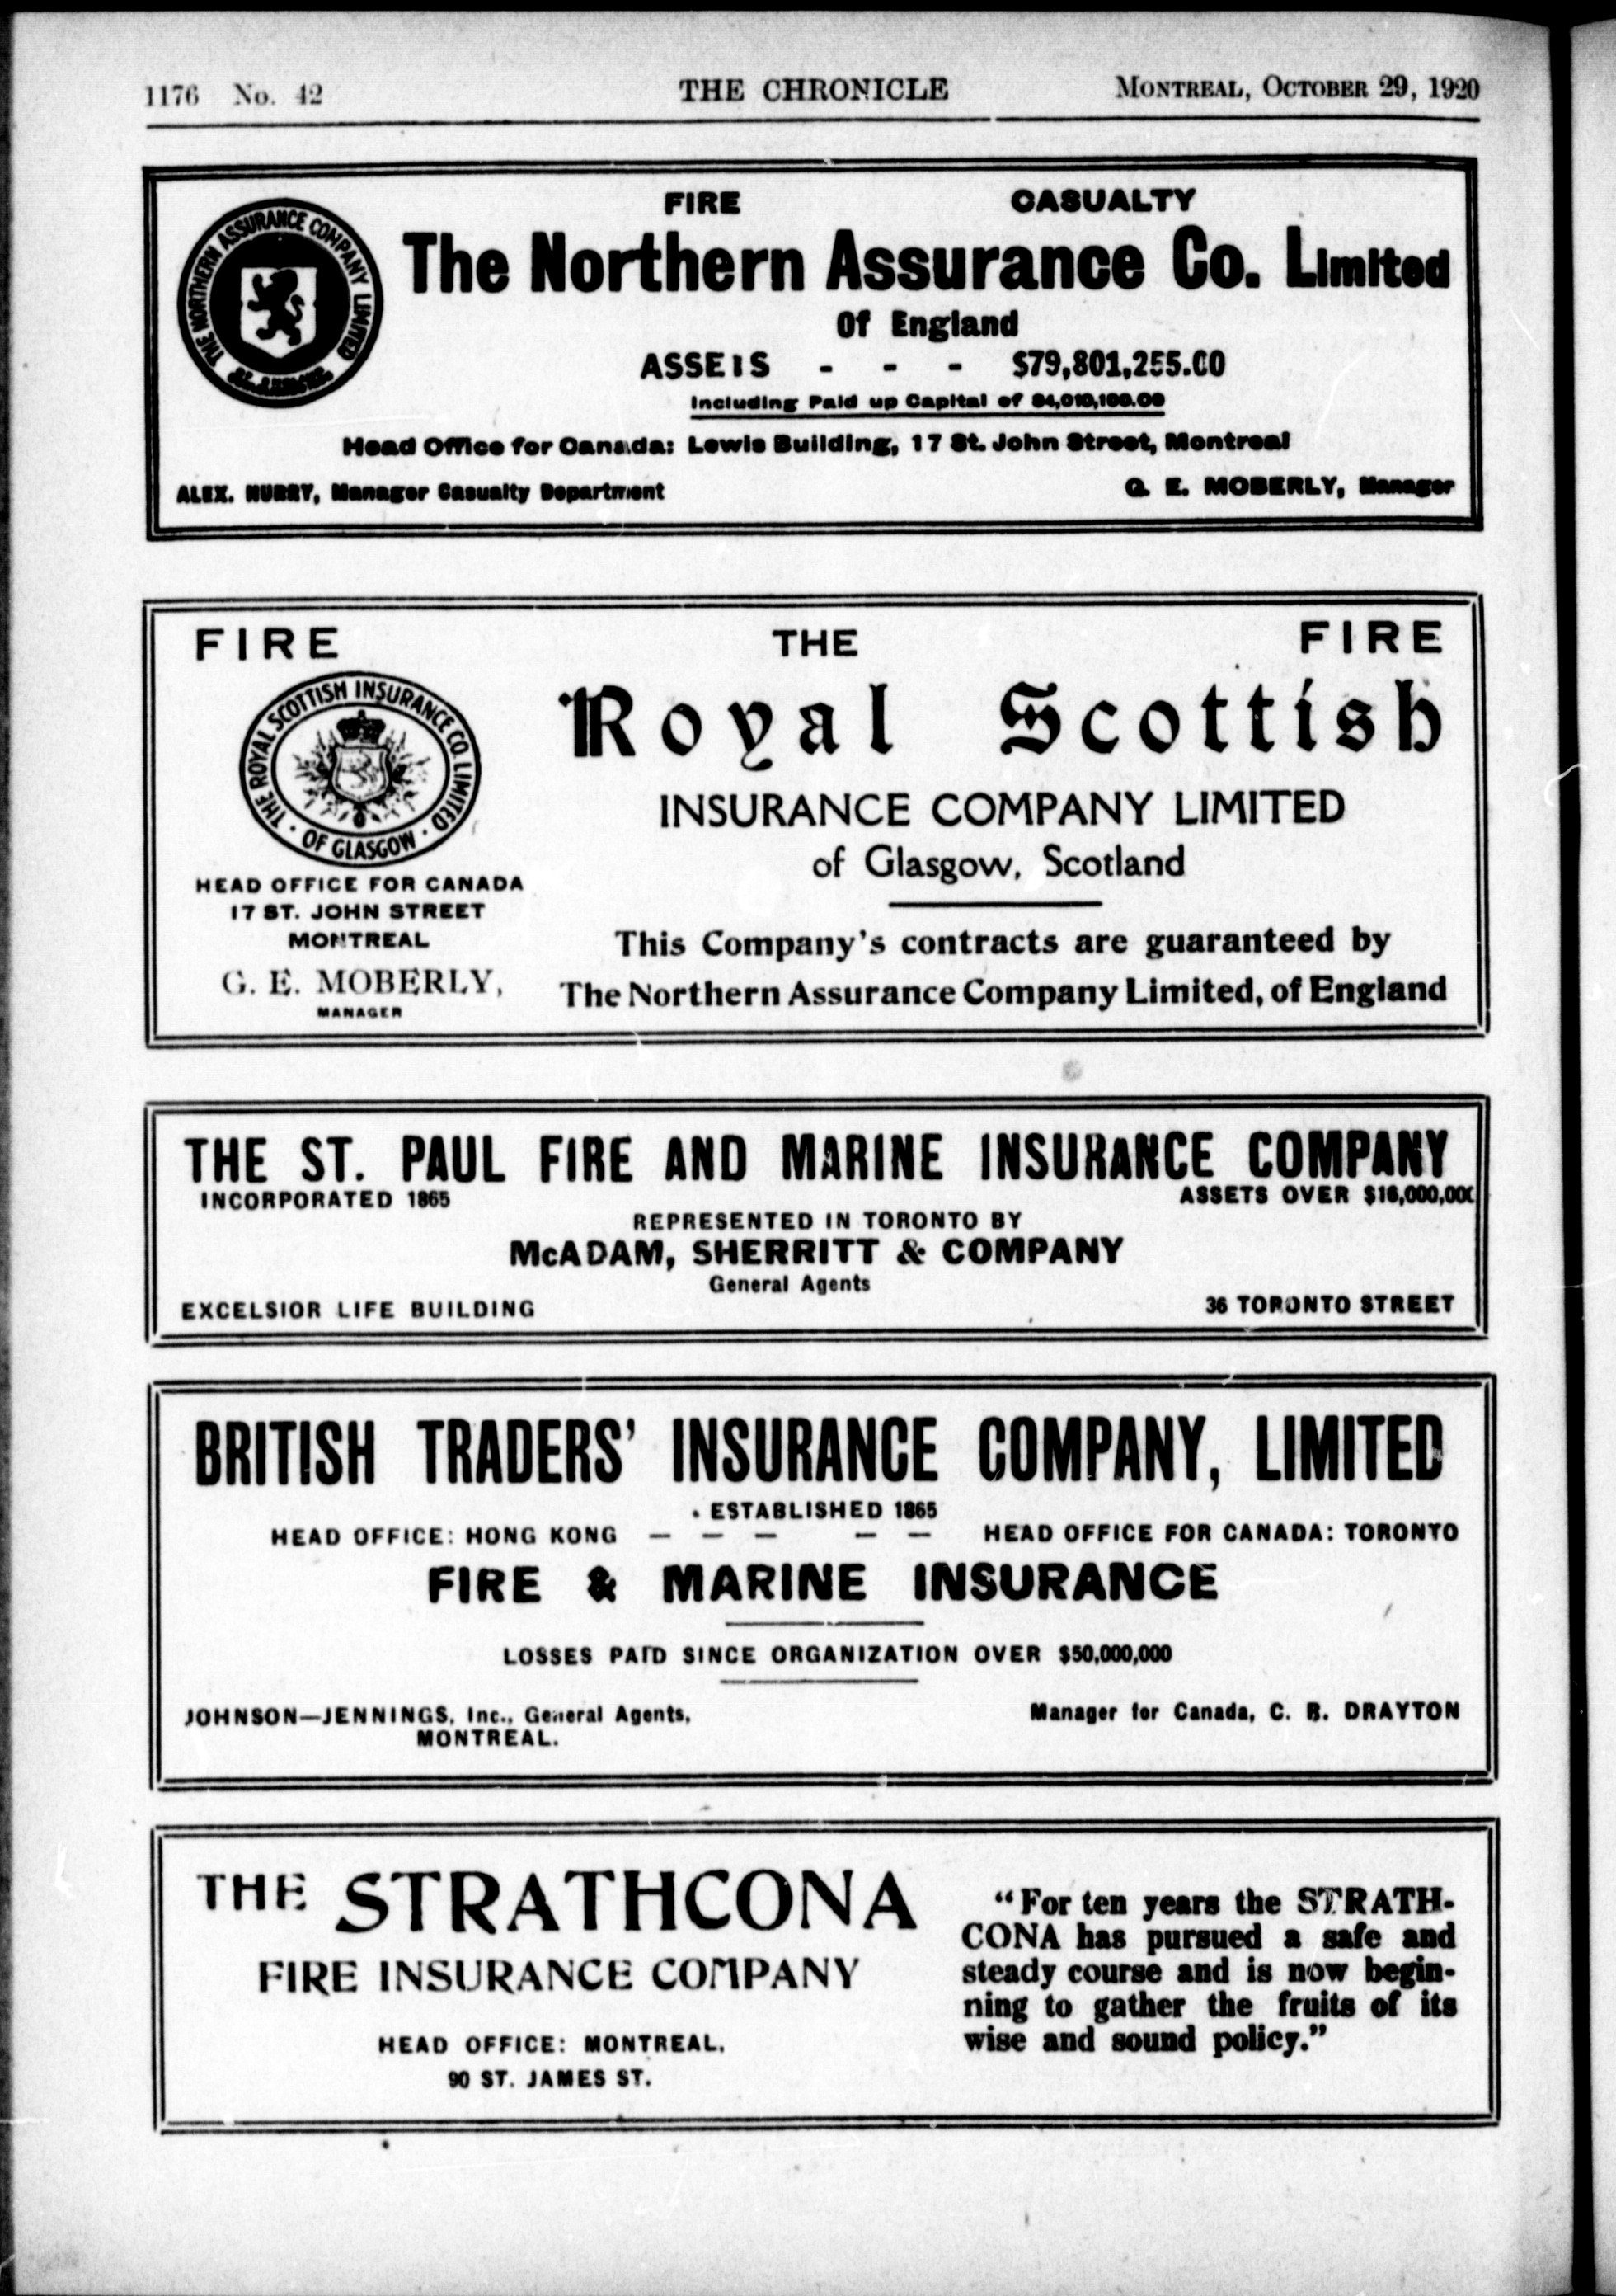 1176 No. 42 THE CHRONICLE MONTREAL, OCTOBER 29, 1920
FIRE CASUALTY
THE NORTHERN ASSURANCE COMPANY LIMITED
The Northern Assurance Co. Limited
Of England
ASSETS - - - $79,801,255.00
Including Paid up Capital of $4,010,100.00
Head Office for Canada: Lewis Building, 17 St. John Street, Montreal
ALEX. HURRY, Manager Casualty Department G. E. MOBERLY, Manager
FIRE THE FIRE
THE ROYAL SCOTTISH INSURANCE CO LIMITED · OF GLASGOW ·
Royal Scottish
INSURANCE COMPANY LIMITED
of Glasgow, Scotland
HEAD OFFICE FOR CANADA
17 ST. JOHN STREET
MONTREAL
G. E. MOBERLY,
MANAGER
This Company's contracts are guaranteed by
The Northern Assurance Company Limited, of England
THE ST. PAUL FIRE AND MARINE INSURANCE COMPANY
INCORPORATED 1865 ASSETS OVER $16,000,000
REPRESENTED IN TORONTO BY
McADAM, SHERRITT & COMPANY
General Agents
EXCELSIOR LIFE BUILDING 36 TORONTO STREET
BRITISH TRADERS' INSURANCE COMPANY, LIMITED
ESTABLISHED 1865
HEAD OFFICE: HONG KONG — — — — — HEAD OFFICE FOR CANADA: TORONTO
FIRE & MARINE INSURANCE
LOSSES PAID SINCE ORGANIZATION OVER $50,000,000
JOHNSON—JENNINGS, Inc., General Agents, Manager for Canada, C. R. DRAYTON
MONTREAL.
THE STRATHCONA
FIRE INSURANCE COMPANY
HEAD OFFICE: MONTREAL,
90 ST. JAMES ST.
"For ten years the STRATH-
CONA has pursued a safe and
steady course and is now begin-
ning to gather the fruits of its
wise and sound policy."